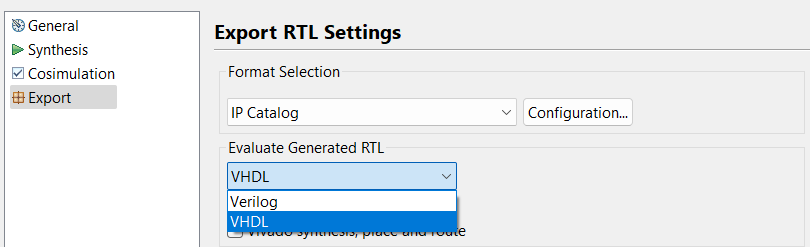 General
Synthesis
Cosimulation
Export
Export RTL Settings
Format Selection
IP Catalog
Configuration...
Evaluate Generated RTL
VHDL
Verilog
VHDL
Vivado synthesis, place and route